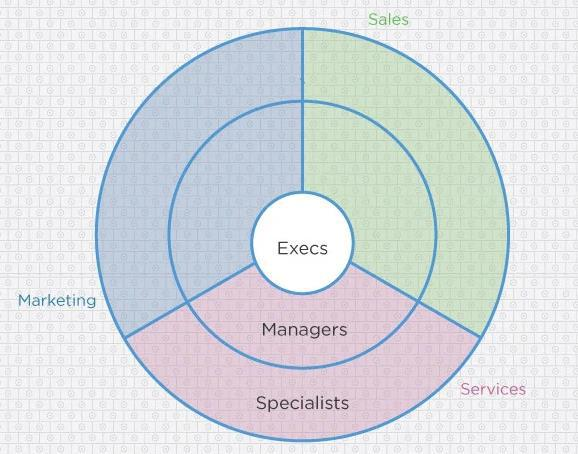 Sales
Execs
Marketing
Managers
Services
Specialists